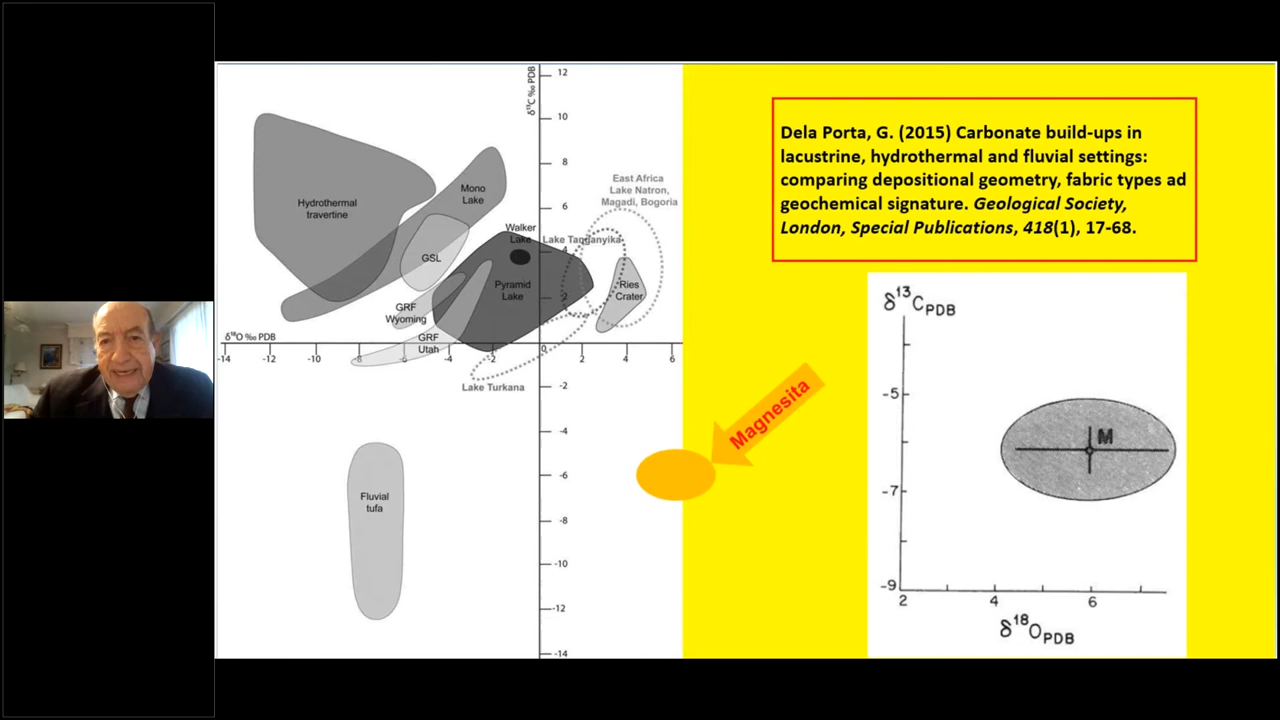 δ¹³C ‰ PDB
12
10
8
6
4
2
0
-2
-4
-6
-8
-10
-12
-14
δ¹⁸O ‰ PDB
-14
-12
-10
-8
-6
-4
-2
2
4
6
Hydrothermal
travertine
Mono
Lake
GSL
Walker
Lake
Lake Tanganyika
East Africa
Lake Natron,
Magadi, Bogoria
Pyramid
Lake
Ries
Crater
GRF
Wyoming
GRF
Utah
Lake Turkana
Fluvial
tufa
Magnesita
Dela Porta, G. (2015) Carbonate build-ups in
lacustrine, hydrothermal and fluvial settings:
comparing depositional geometry, fabric types ad
geochemical signature. Geological Society,
London, Special Publications, 418(1), 17-68.
δ¹³C PDB
-5
-7
-9
M
2
4
6
δ¹⁸O PDB